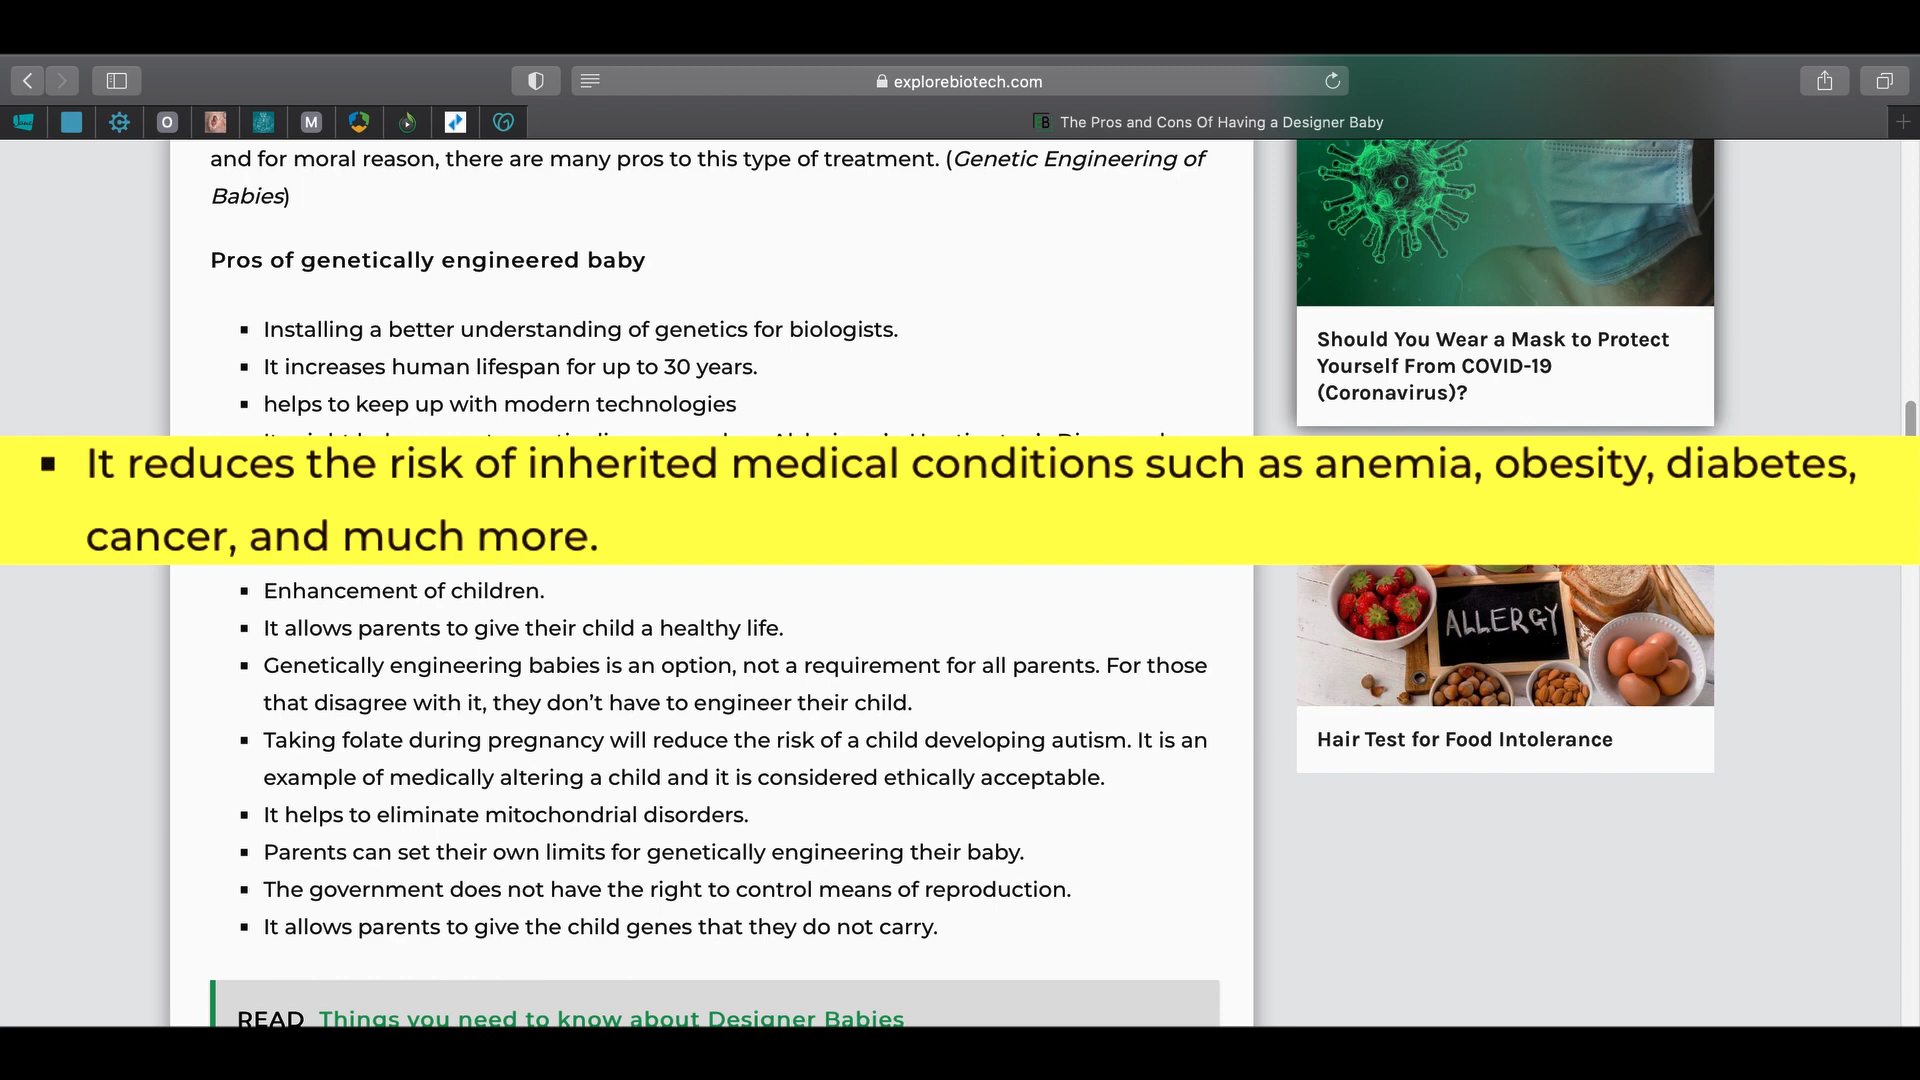 explorebiotech.com
O
M
The Pros and Cons Of Having a Designer Baby
and for moral reason, there are many pros to this type of treatment. (Genetic Engineering of
Babies)
Pros of genetically engineered baby
▪ Installing a better understanding of genetics for biologists.
▪ It increases human lifespan for up to 30 years.
▪ helps to keep up with modern technologies
▪ It reduces the risk of inherited medical conditions such as anemia, obesity, diabetes,
cancer, and much more.
▪ Enhancement of children.
▪ It allows parents to give their child a healthy life.
▪ Genetically engineering babies is an option, not a requirement for all parents. For those
that disagree with it, they don’t have to engineer their child.
▪ Taking folate during pregnancy will reduce the risk of a child developing autism. It is an
example of medically altering a child and it is considered ethically acceptable.
▪ It helps to eliminate mitochondrial disorders.
▪ Parents can set their own limits for genetically engineering their baby.
▪ The government does not have the right to control means of reproduction.
▪ It allows parents to give the child genes that they do not carry.
READ Things you need to know about Designer Babies
Should You Wear a Mask to Protect
Yourself From COVID-19
(Coronavirus)?
ALLERGY
Hair Test for Food Intolerance